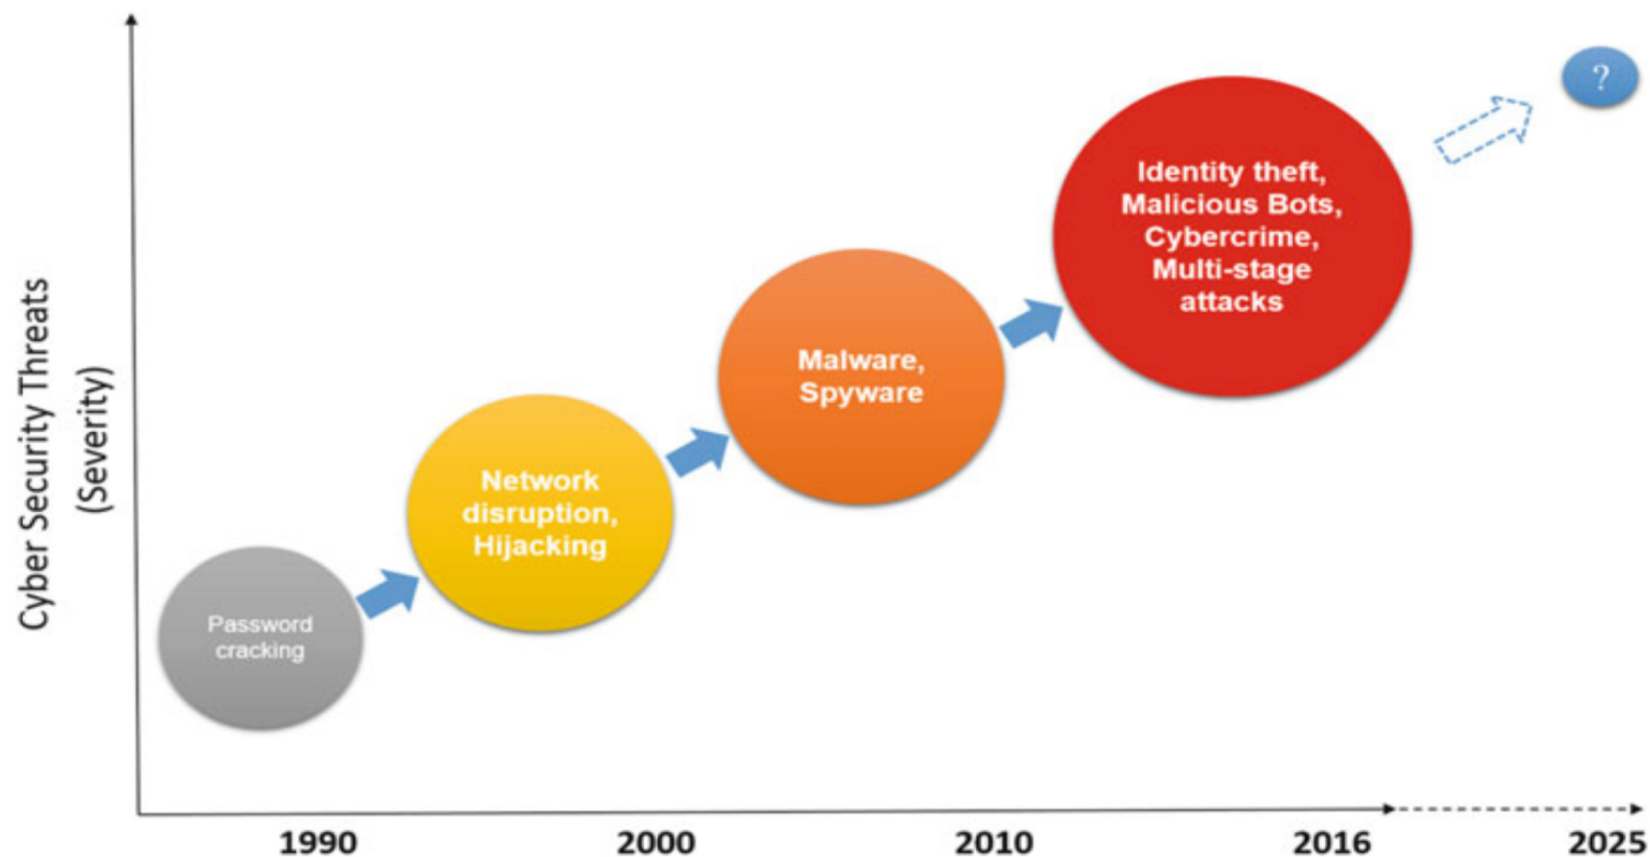 Cyber Security Threats
(Severity)
Password
cracking
Network
disruption,
Hijacking
Malware,
Spyware
Identity theft,
Malicious Bots,
Cybercrime,
Multi-stage
attacks
?
1990
2000
2010
2016
2025